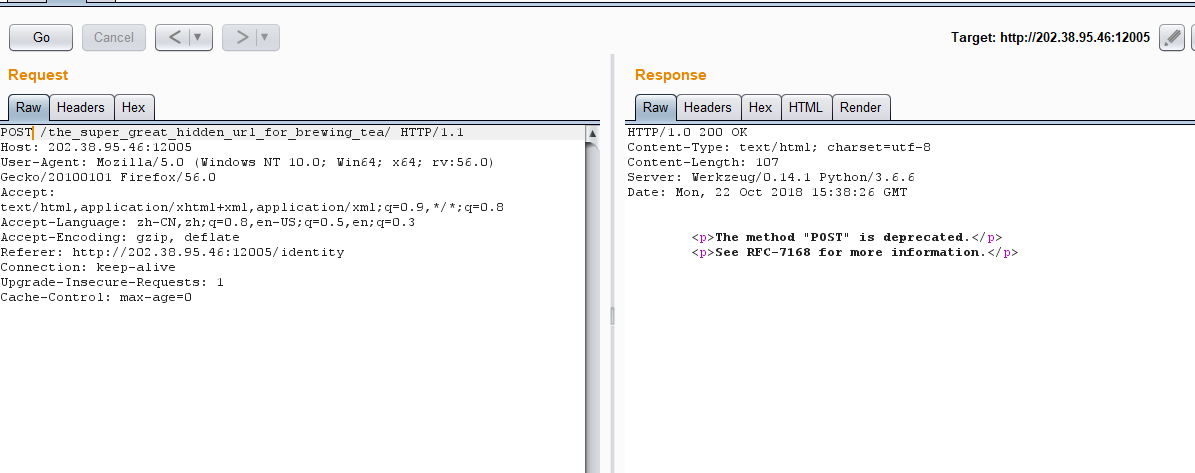 Go
Cancel
<
>
Target: http://202.38.95.46:12005
Request
Response
Raw
Headers
Hex
Raw
Headers
Hex
HTML
Render
POST /the_super_great_hidden_url_for_brewing_tea/ HTTP/1.1
Host: 202.38.95.46:12005
User-Agent: Mozilla/5.0 (Windows NT 10.0; Win64; x64; rv:56.0)
Gecko/20100101 Firefox/56.0
Accept:
text/html,application/xhtml+xml,application/xml;q=0.9,*/*;q=0.8
Accept-Language: zh-CN,zh;q=0.8,en-US;q=0.5,en;q=0.3
Accept-Encoding: gzip, deflate
Referer: http://202.38.95.46:12005/identity
Connection: keep-alive
Upgrade-Insecure-Requests: 1
Cache-Control: max-age=0
HTTP/1.0 200 OK
Content-Type: text/html; charset=utf-8
Content-Length: 107
Server: Werkzeug/0.14.1 Python/3.6.6
Date: Mon, 22 Oct 2018 15:38:26 GMT
<p>The method "POST" is deprecated.</p>
<p>See RFC-7168 for more information.</p>